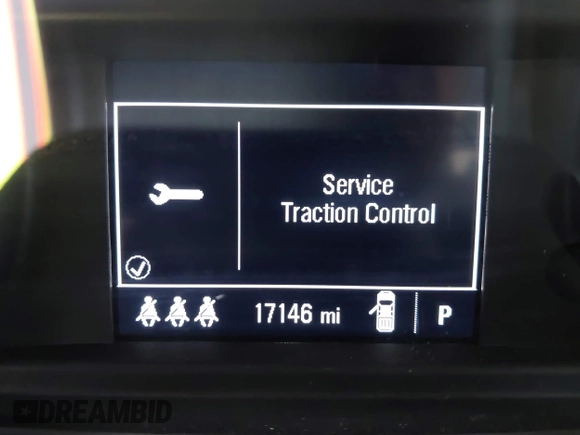 Service
Traction Control
17146 mi
P
DREAMBID